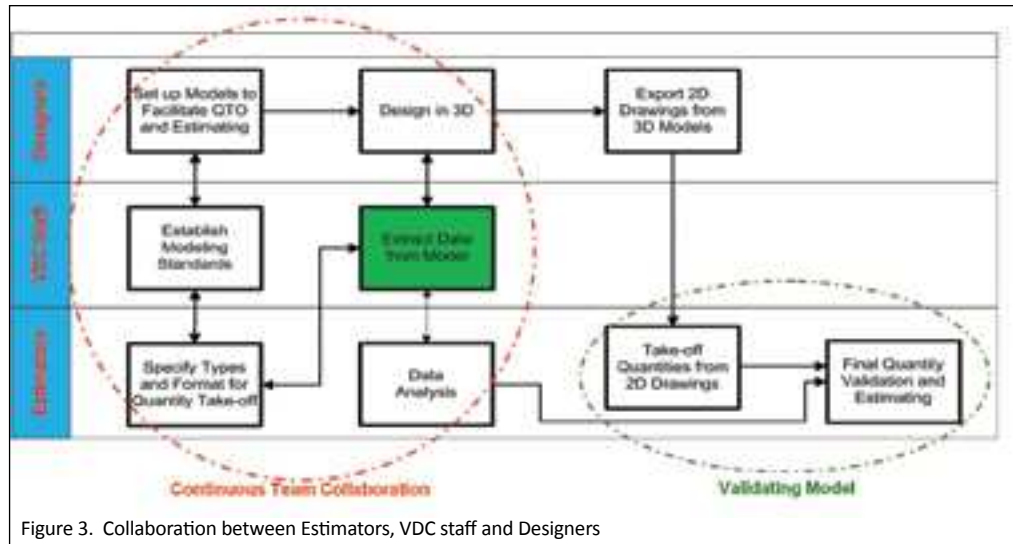 Designers
Set up Models to
Facilitate QTO
and Estimating
Design in 3D
Export 2D
Drawings from
3D Models
VDC Staff
Establish
Modeling
Standards
Extract Data
from Model
Estimators
Specify Types
and Format for
Quantity Take-off
Data
Analysis
Take-off
Quantities from
2D Drawings
Final Quantity
Validation and
Estimating
Continuous Team Collaboration
Validating Model
Figure 3. Collaboration between Estimators, VDC staff and Designers